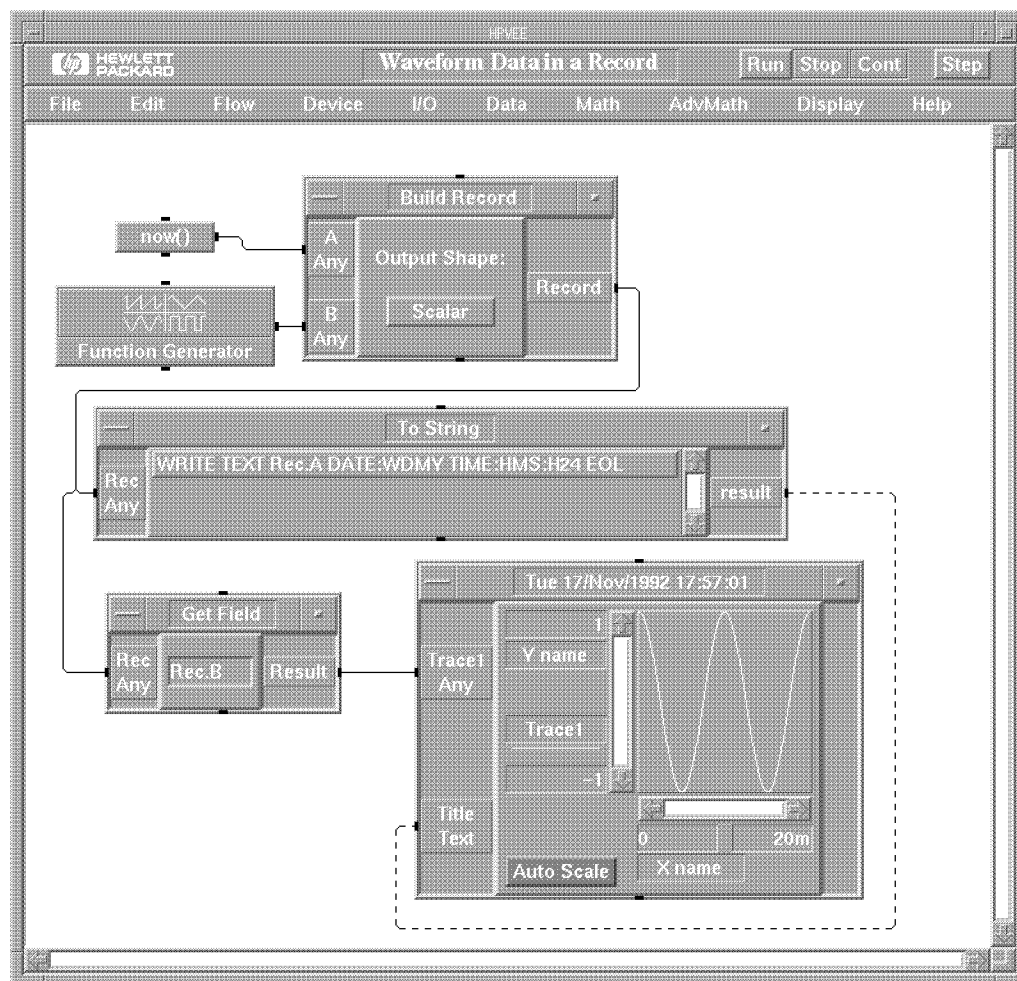 HPVEE
hp HEWLETT PACKARD
Waveform Data in a Record
Run Stop Cont Step
File Edit Flow Device I/O Data Math AdvMath Display Help
Build Record
now()
A
Any
Output Shape:
Record
B
Any
Scalar
Function Generator
To String
WRITE TEXT Rec.A DATE:WDMY TIME:HMS:H24 EOL
Rec
Any
result
Tue 17/Nov/1992 17:57:01
Get Field
Rec
Any
Rec.B
Result
Trace1
Any
1
Y name
Trace1
-1
Title
Text
0 20m
Auto Scale
X name